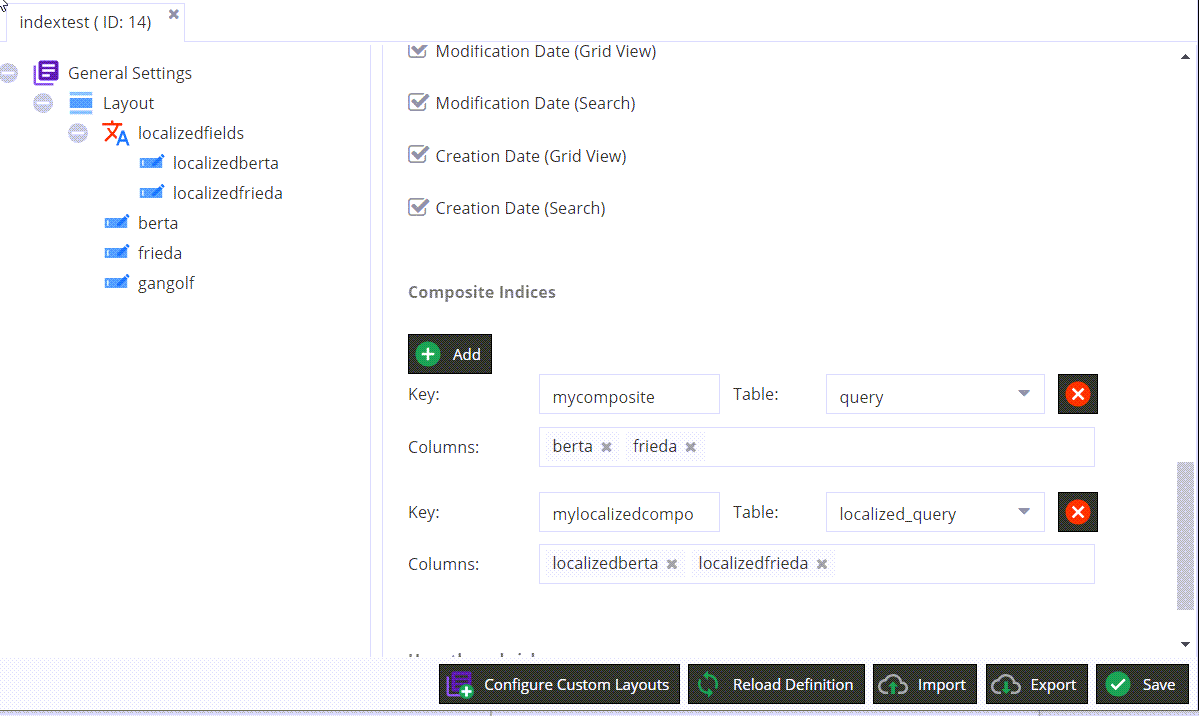 indextest ( ID: 14)
General Settings
Layout
localizedfields
localizedberta
localizedfrieda
berta
frieda
gangolf
Modification Date (Grid View)
Modification Date (Search)
Creation Date (Grid View)
Creation Date (Search)
Composite Indices
Add
Key: mycomposite Table: query
Columns: berta frieda
Key: mylocalizedcompo Table: localized_query
Columns: localizedberta localizedfrieda
Configure Custom Layouts Reload Definition Import Export Save